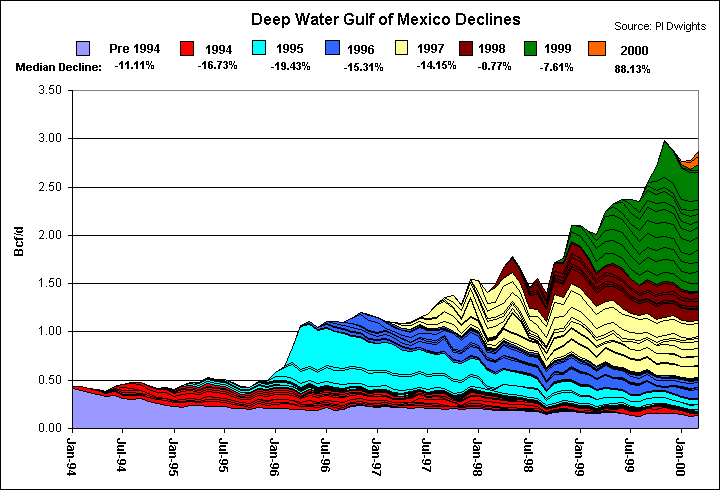 Deep Water Gulf of Mexico Declines
Source: PI Dwights
Pre 1994 1994 1995 1996 1997 1998 1999 2000
Median Decline: -11.11% -16.73% -19.43% -15.31% -14.15% -0.77% -7.61% 88.13%
3.50
3.00
2.50
2.00
1.50
1.00
0.50
0.00
Bcf/d
Jan-94 Jul-94 Jan-95 Jul-95 Jan-96 Jul-96 Jan-97 Jul-97 Jan-98 Jul-98 Jan-99 Jul-99 Jan-00